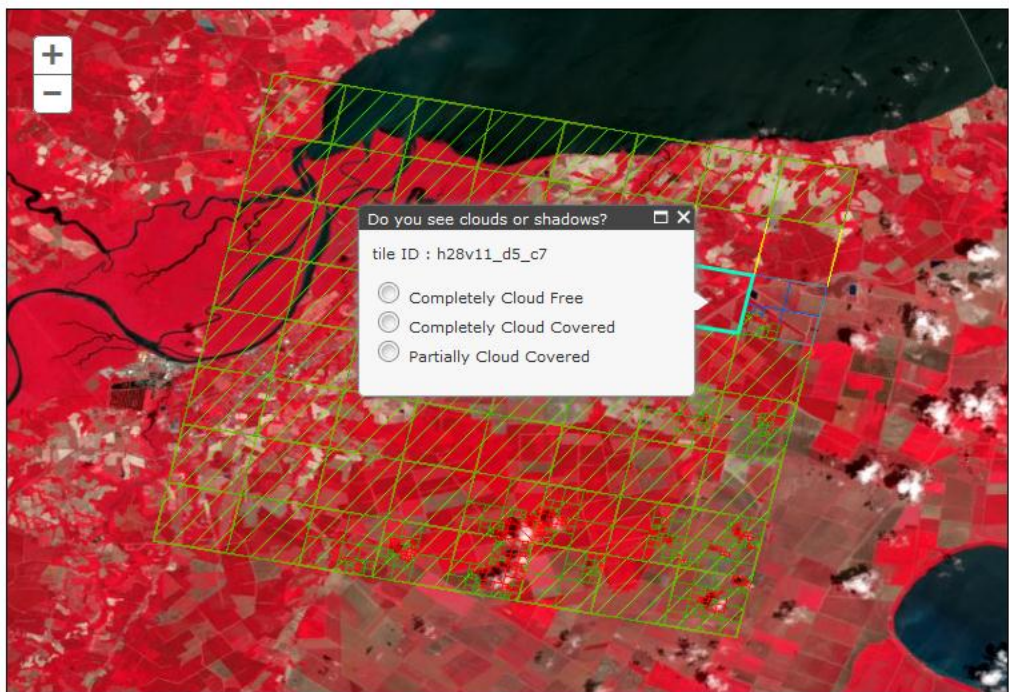 +
−
Do you see clouds or shadows?
tile ID : h28v11_d5_c7
Completely Cloud Free
Completely Cloud Covered
Partially Cloud Covered